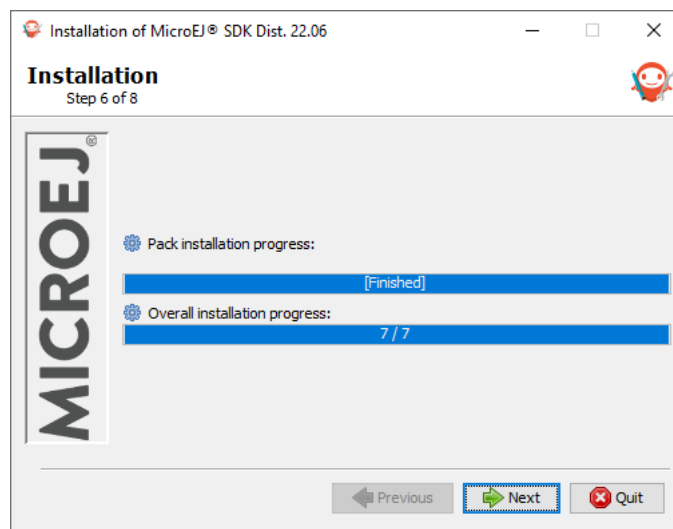 Installation of MicroEJ® SDK Dist. 22.06
Installation
Step 6 of 8
MICROEJ®
Pack installation progress:
[Finished]
Overall installation progress:
7 / 7
Previous
Next
Quit